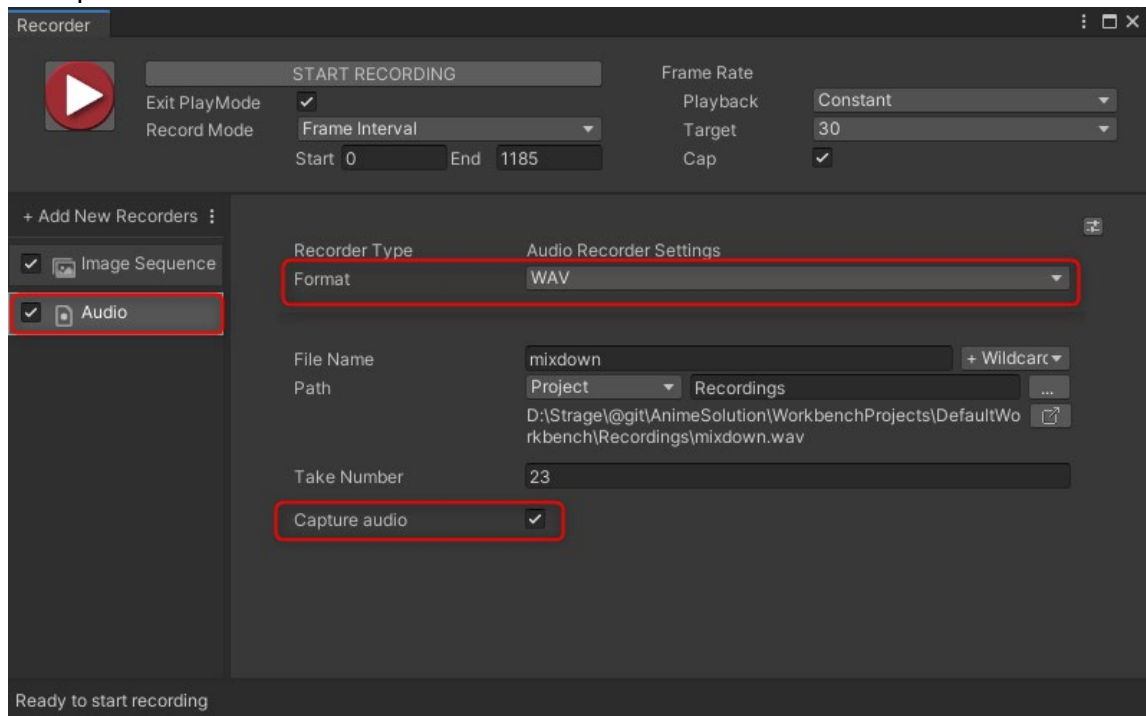 Recorder
START RECORDING
Exit PlayMode
Record Mode Frame Interval
Start 0 End 1185
Frame Rate
Playback Constant
Target 30
Cap
+ Add New Recorders
Image Sequence
Audio
Recorder Type Audio Recorder Settings
Format WAV
File Name mixdown + Wildcarc
Path Project Recordings ...
D:\Strage\@git\AnimeSolution\WorkbenchProjects\DefaultWo
rkbench\Recordings\mixdown.wav
Take Number 23
Capture audio
Ready to start recording